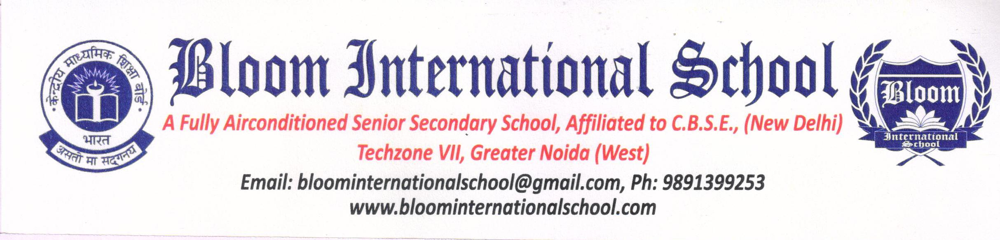 केन्द्रीय माध्यमिक शिक्षा बोर्ड
भारत
असतो मा सद्गमय
Bloom International School
A Fully Airconditioned Senior Secondary School, Affiliated to C.B.S.E., (New Delhi)
Techzone VII, Greater Noida (West)
Email: bloominternationalschool@gmail.com, Ph: 9891399253
www.bloominternationalschool.com
Bloom
International
School